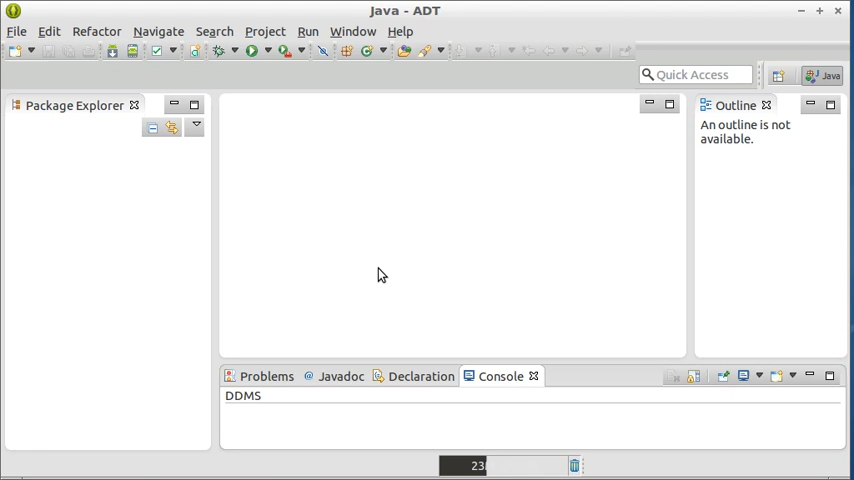 Java - ADT
File Edit Refactor Navigate Search Project Run Window Help
Quick Access
Java
Package Explorer
Outline
An outline is not
available.
Problems Javadoc Declaration Console
DDMS